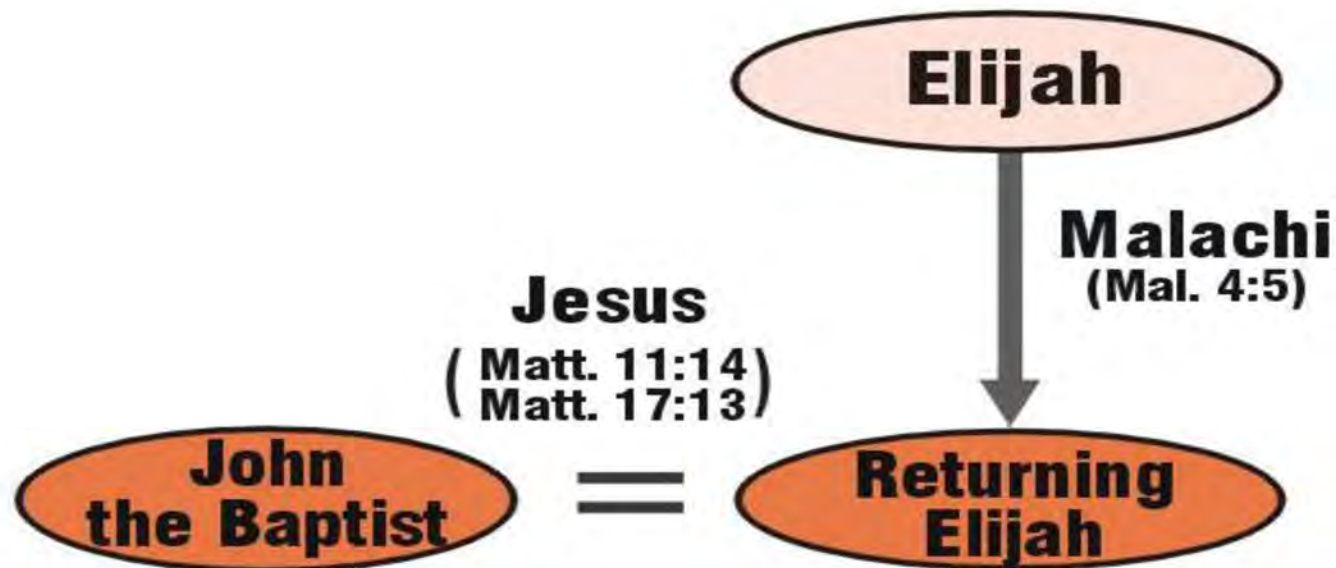 Elijah
Malachi
(Mal. 4:5)
Jesus
( Matt. 11:14 )
Matt. 17:13
John
the Baptist
=
Returning
Elijah